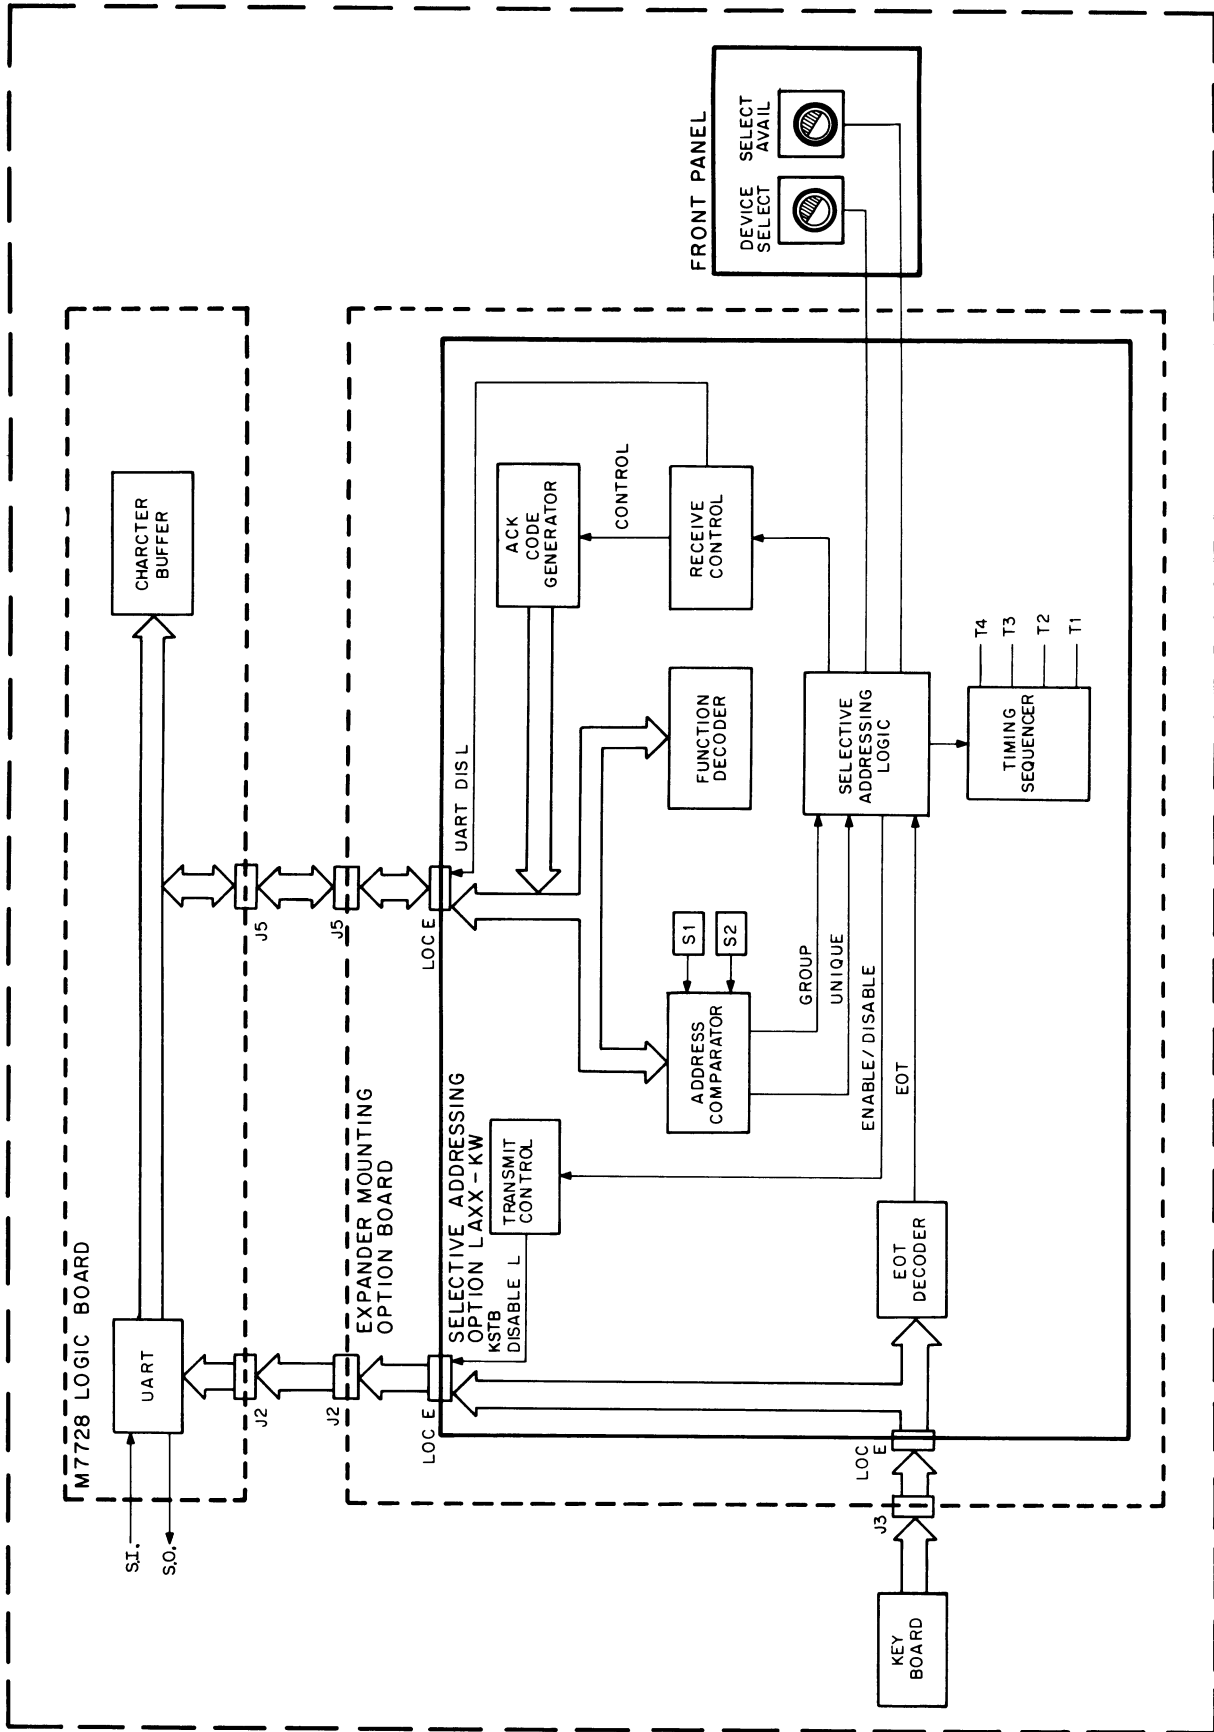 M7728 LOGIC BOARD
S.I.
S.O.
UART
CHARCTER
BUFFER
J2
J5
J2
J5
EXPANDER MOUNTING
OPTION BOARD
LOC E
LOC E
SELECTIVE ADDRESSING
OPTION LAXX-KW
KSTB
DISABLE L
UART DIS L
TRANSMIT
CONTROL
ACK
CODE
GENERATOR
CONTROL
S1
S2
ADDRESS
COMPARATOR
FUNCTION
DECODER
RECEIVE
CONTROL
GROUP
UNIQUE
ENABLE/DISABLE
EOT
SELECTIVE
ADDRESSING
LOGIC
FRONT PANEL
DEVICE
SELECT
SELECT
AVAIL
KEY
BOARD
J3
LOC
E
EOT
DECODER
TIMING
SEQUENCER
T4
T3
T2
T1